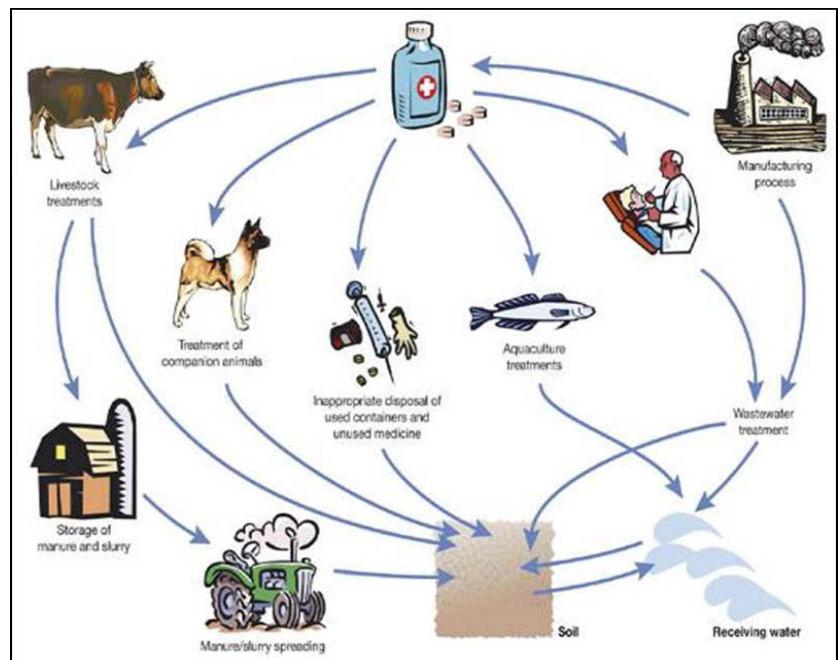 Livestock
treatments
Manufacturing
process
Treatment of
companion animals
Inappropriate disposal of
used containers and
unused medicine
Aquaculture
treatments
Wastewater
treatment
Storage of
manure and slurry
Manure/slurry spreading
Soil
Receiving water